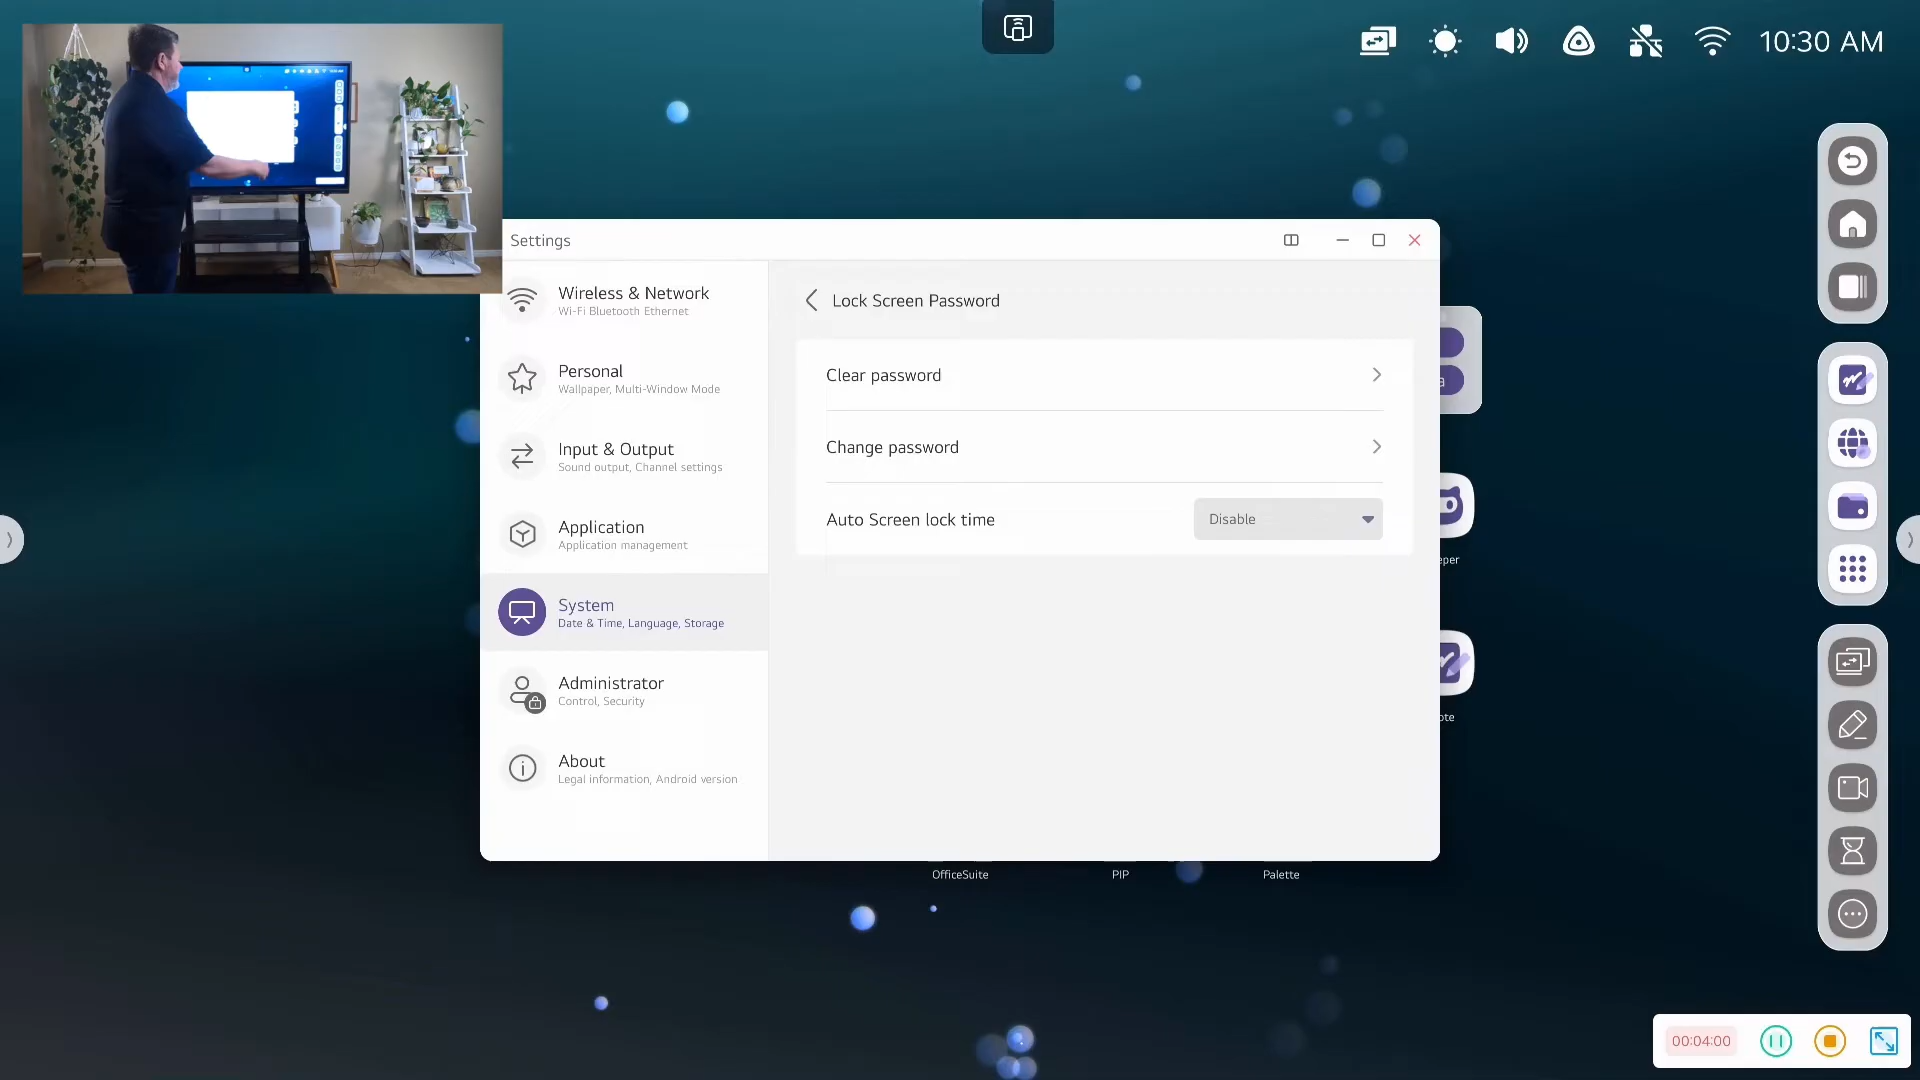 10:30 AM
Settings
Wireless & Network
Wi-Fi Bluetooth Ethernet
Personal
Wallpaper, Multi-Window Mode
Input & Output
Sound output, Channel settings
Application
Application management
System
Date & Time, Language, Storage
Administrator
Control, Security
About
Legal information, Android version
Lock Screen Password
Clear password
Change password
Auto Screen lock time
Disable
a
eper
ote
OfficeSuite
PIP
Palette
00:04:00